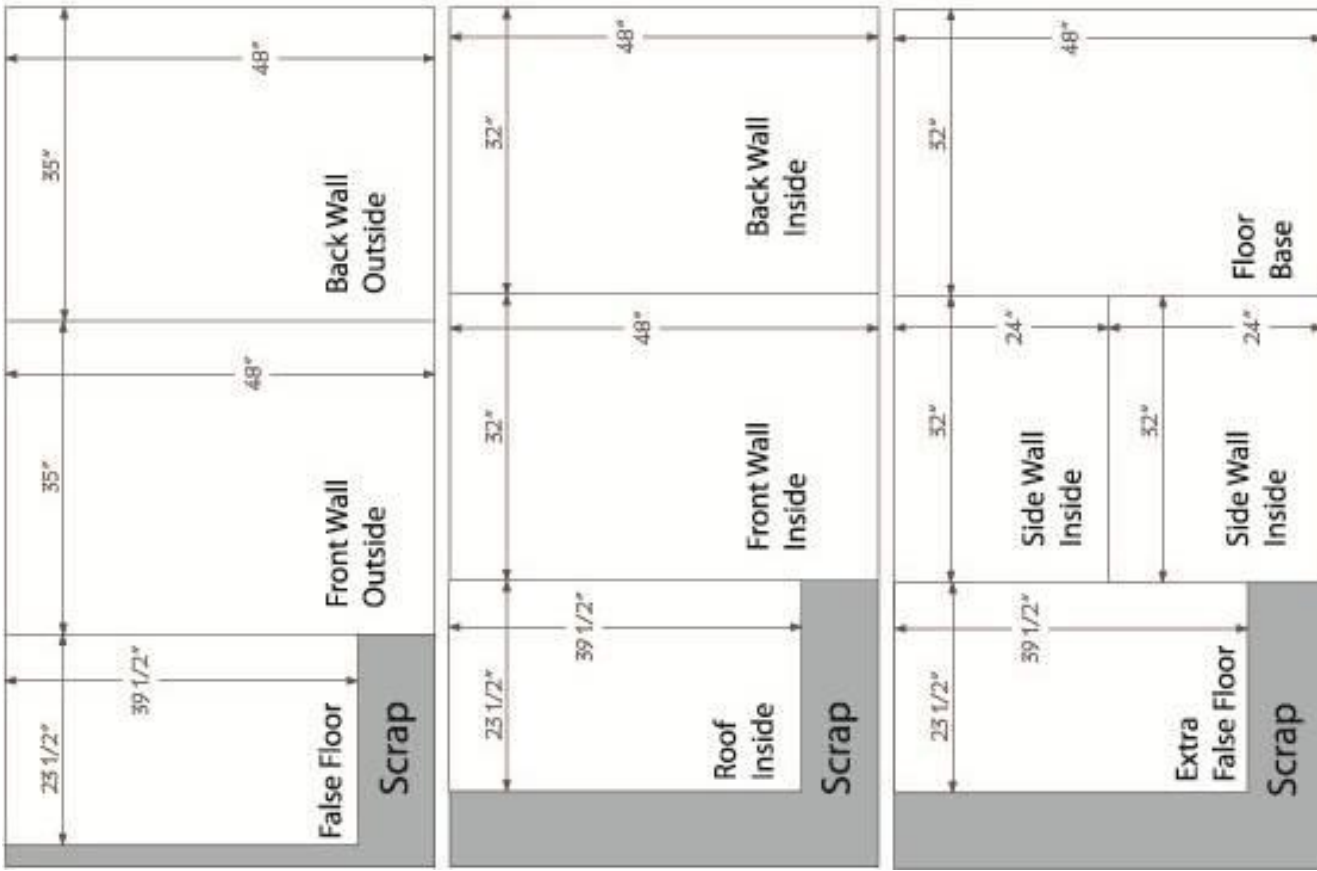 48"
35"
Back Wall
Outside
48"
35"
Front Wall
Outside
39 1/2"
23 1/2"
False Floor
Scrap
48"
32"
Back Wall
Inside
48"
32"
Front Wall
Inside
39 1/2"
23 1/2"
Roof
Inside
Scrap
48"
32"
Floor
Base
24"
32"
Side Wall
Inside
24"
32"
Side Wall
Inside
39 1/2"
23 1/2"
Extra
False Floor
Scrap